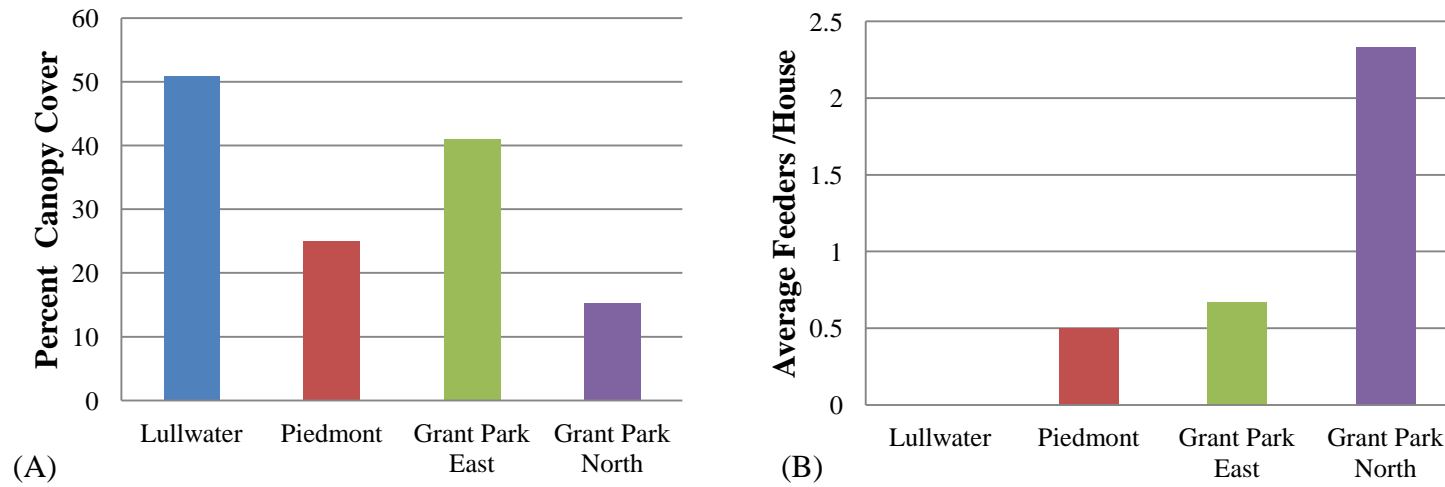 Percent Canopy Cover
60
50
40
30
20
10
0
Lullwater
Piedmont
Grant Park
East
Grant Park
North
(A)
Average Feeders /House
2.5
2
1.5
1
0.5
0
Lullwater
Piedmont
Grant Park
East
Grant Park
North
(B)